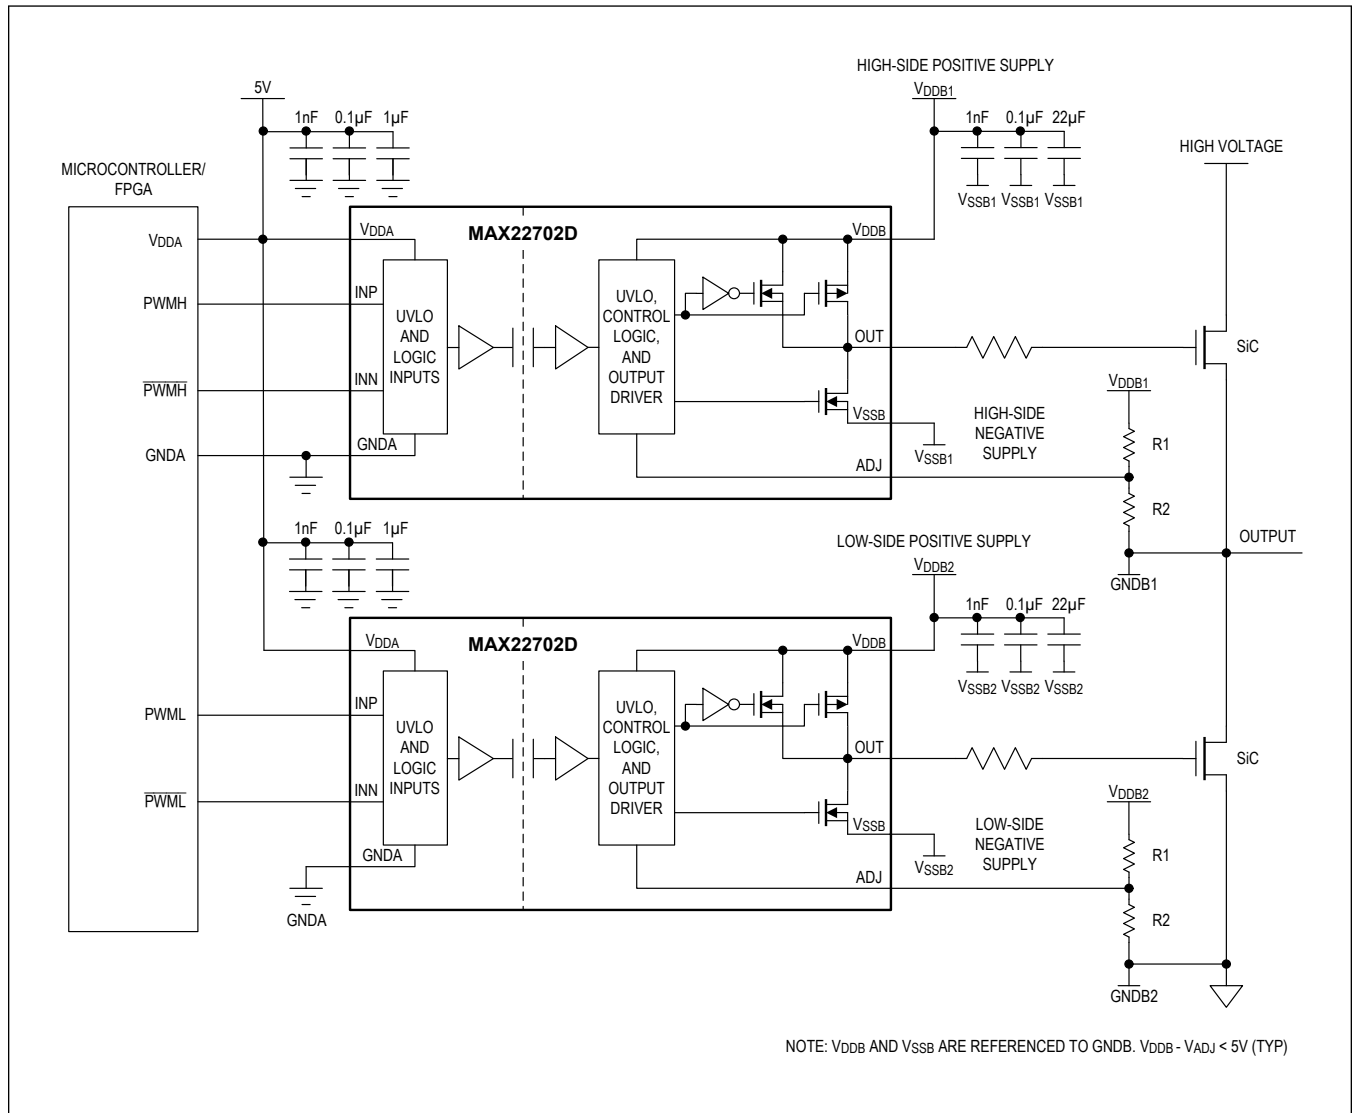 HIGH-SIDE POSITIVE SUPPLY
5V
VDDB1
1nF 0.1µF 1µF
1nF 0.1µF 22µF
HIGH VOLTAGE
MICROCONTROLLER/
FPGA
VSSB1 VSSB1 VSSB1
VDDA
VDDA
MAX22702D
VDDB
PWMH
INP
UVLO
AND
LOGIC
INPUTS
UVLO,
CONTROL
LOGIC,
AND
OUTPUT
DRIVER
OUT
SiC
PWMH
INN
VDDB1
VSSB
HIGH-SIDE
NEGATIVE
SUPPLY
GNDA
GNDA
VSSB1
R1
ADJ
R2
1nF 0.1µF 1µF
OUTPUT
LOW-SIDE POSITIVE SUPPLY
VDDB2
GNDB1
1nF 0.1µF 22µF
VDDA
MAX22702D
VDDB
VSSB2 VSSB2 VSSB2
PWML
INP
UVLO
AND
LOGIC
INPUTS
UVLO,
CONTROL
LOGIC,
AND
OUTPUT
DRIVER
OUT
SiC
PWML
INN
VDDB2
VSSB
LOW-SIDE
NEGATIVE
SUPPLY
GNDA
VSSB2
R1
ADJ
GNDA
R2
GNDB2
NOTE: VDDB AND VSSB ARE REFERENCED TO GNDB. VDDB - VADJ < 5V (TYP)